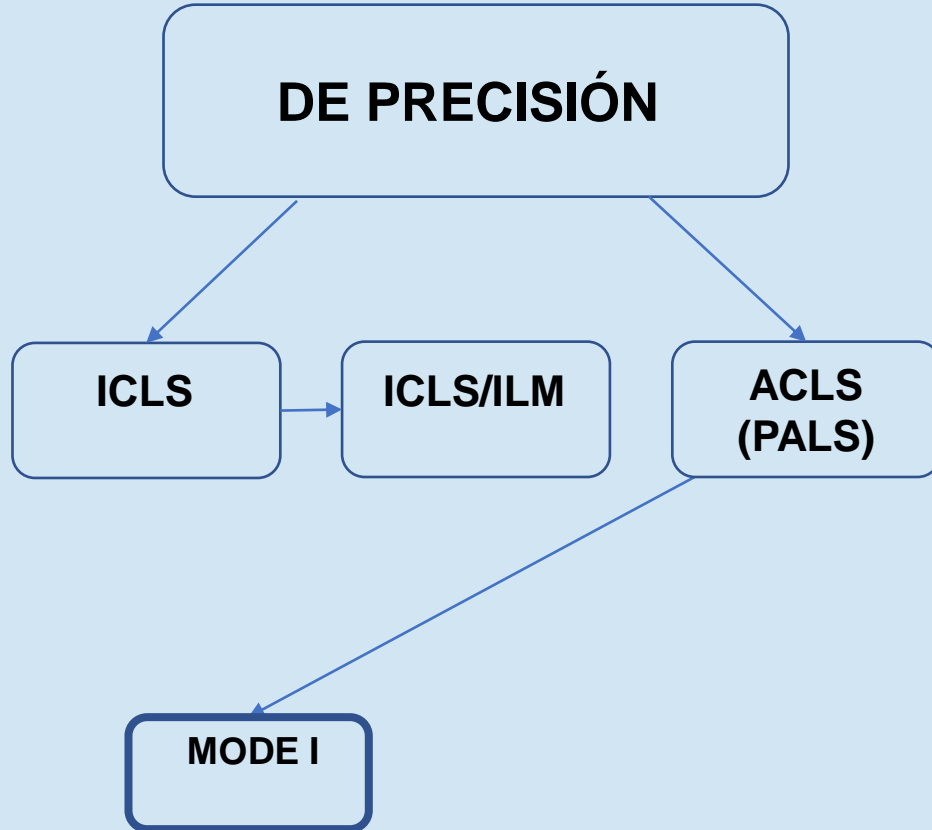 DE PRECISIÓN
ICLS
ICLS/ILM
ACLS
(PALS)
MODE I